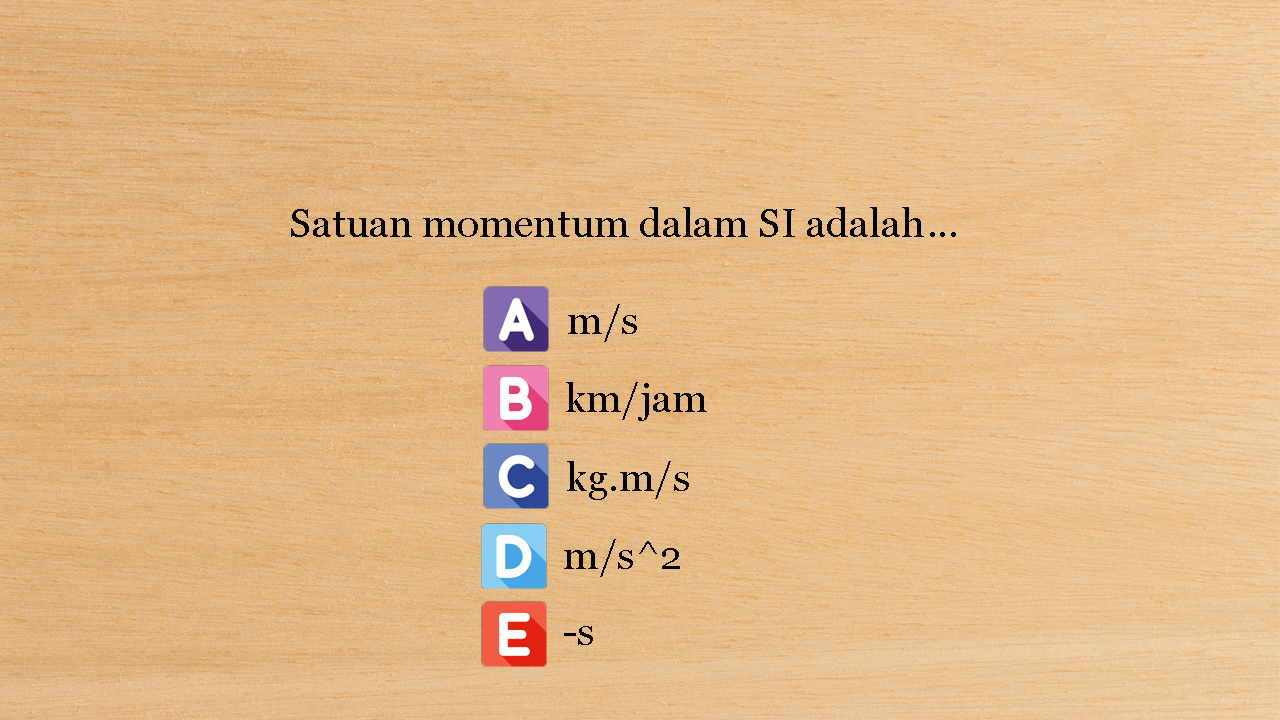 Satuan momentum dalam SI adalah...
A m/s
B km/jam
C kg.m/s
D m/s^2
E -s